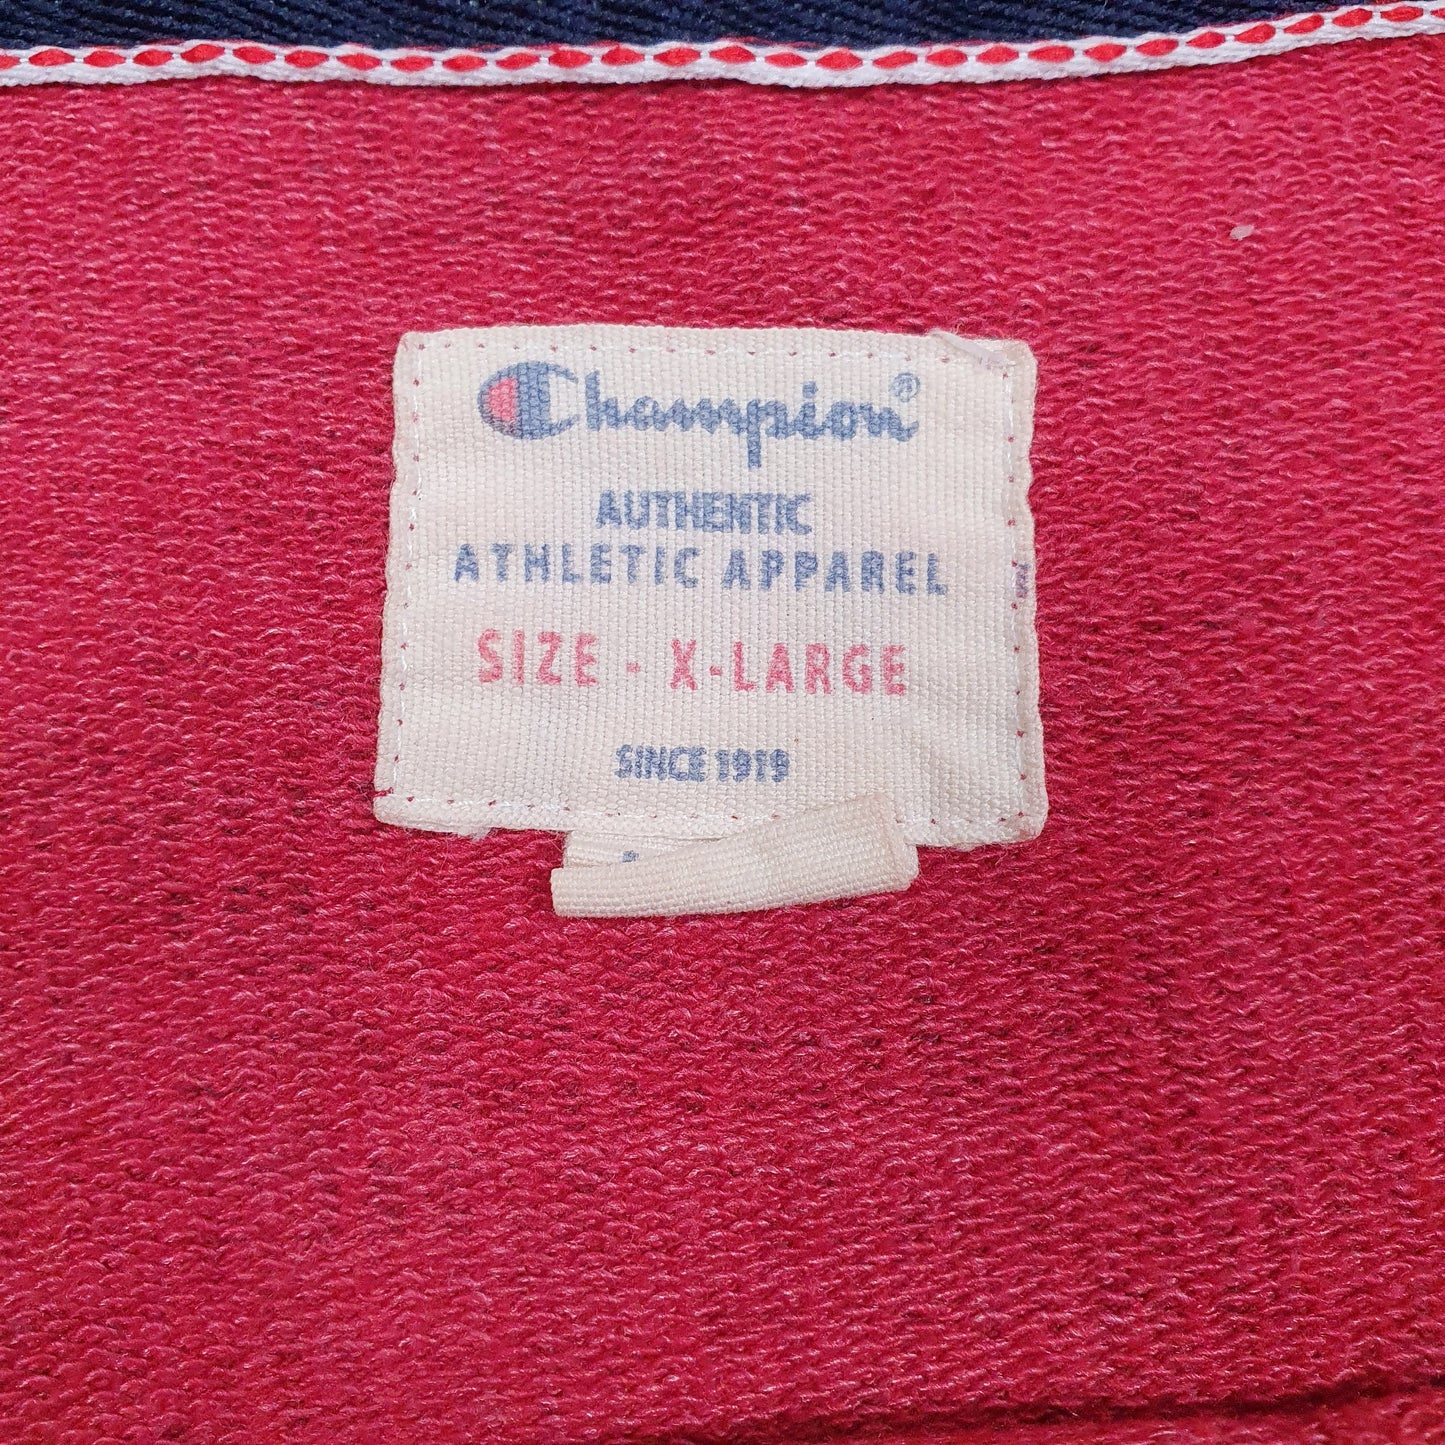 Champion®
AUTHENTIC
ATHLETIC APPAREL
SIZE - X-LARGE
SINCE 1919